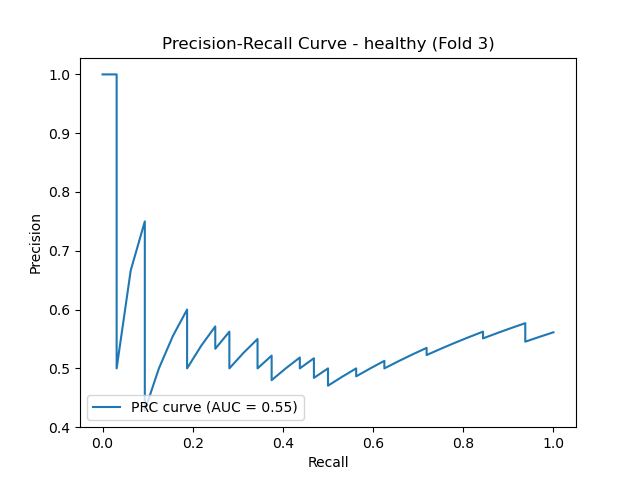 Precision-Recall Curve - healthy (Fold 3)
1.0
0.9
0.8
0.7
0.6
0.5
0.4
Precision
PRC curve (AUC = 0.55)
0.0 0.2 0.4 0.6 0.8 1.0
Recall